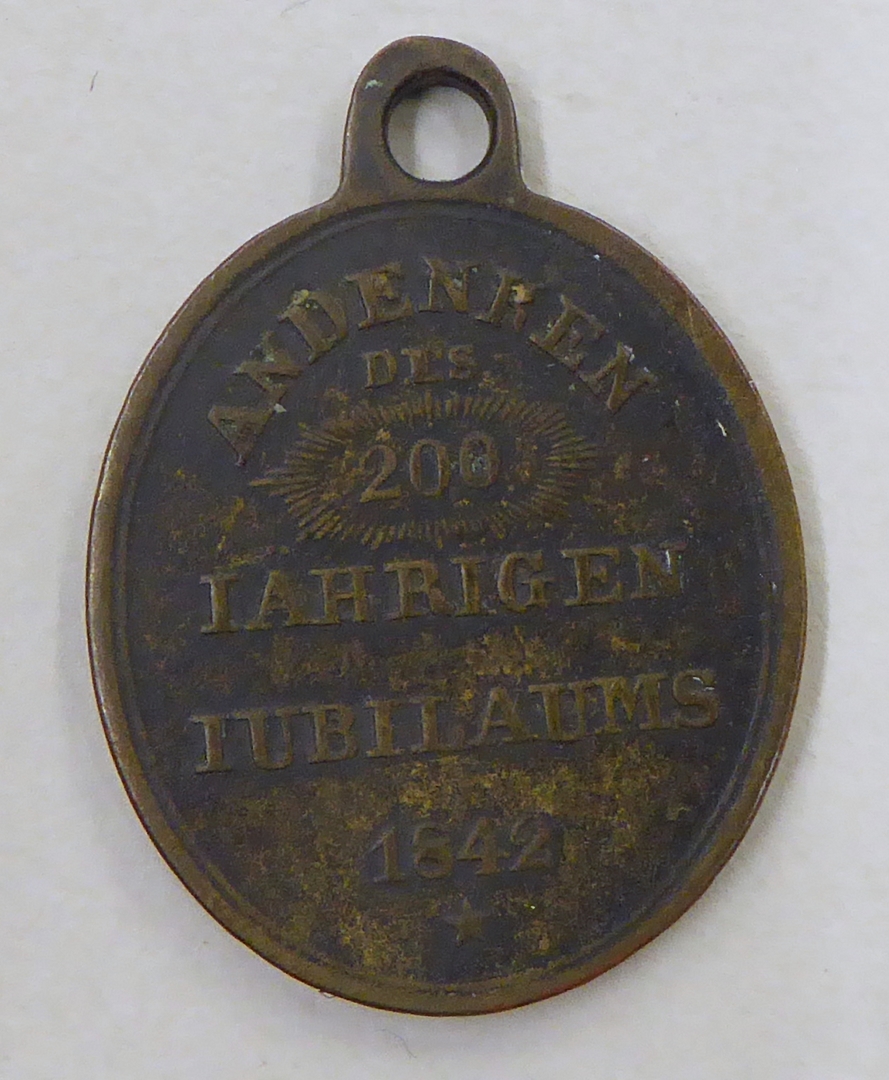 ANDENKEN
DES
200
IAHRIGEN
IUBILAUMS
1842